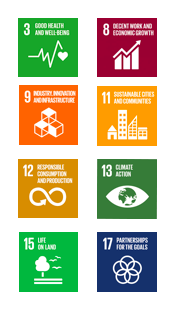 3 GOOD HEALTH
AND WELL-BEING
8 DECENT WORK AND
ECONOMIC GROWTH
9 INDUSTRY, INNOVATION
AND INFRASTRUCTURE
11 SUSTAINABLE CITIES
AND COMMUNITIES
12 RESPONSIBLE
CONSUMPTION
AND PRODUCTION
13 CLIMATE
ACTION
15 LIFE
ON LAND
17 PARTNERSHIPS
FOR THE GOALS